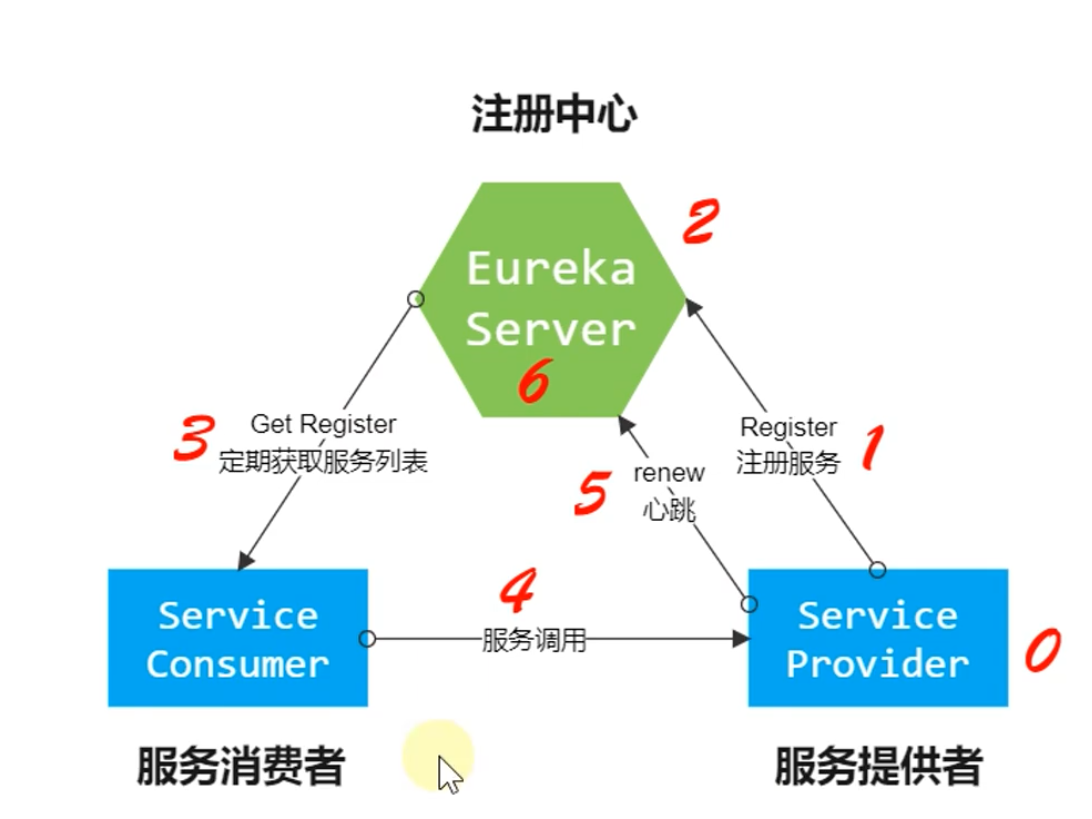 注册中心
2
Eureka
Server
6
3
Get Register
定期获取服务列表
Register
注册服务
1
5
renew
心跳
4
服务调用
Service
Consumer
Service
Provider
0
服务消费者
服务提供者